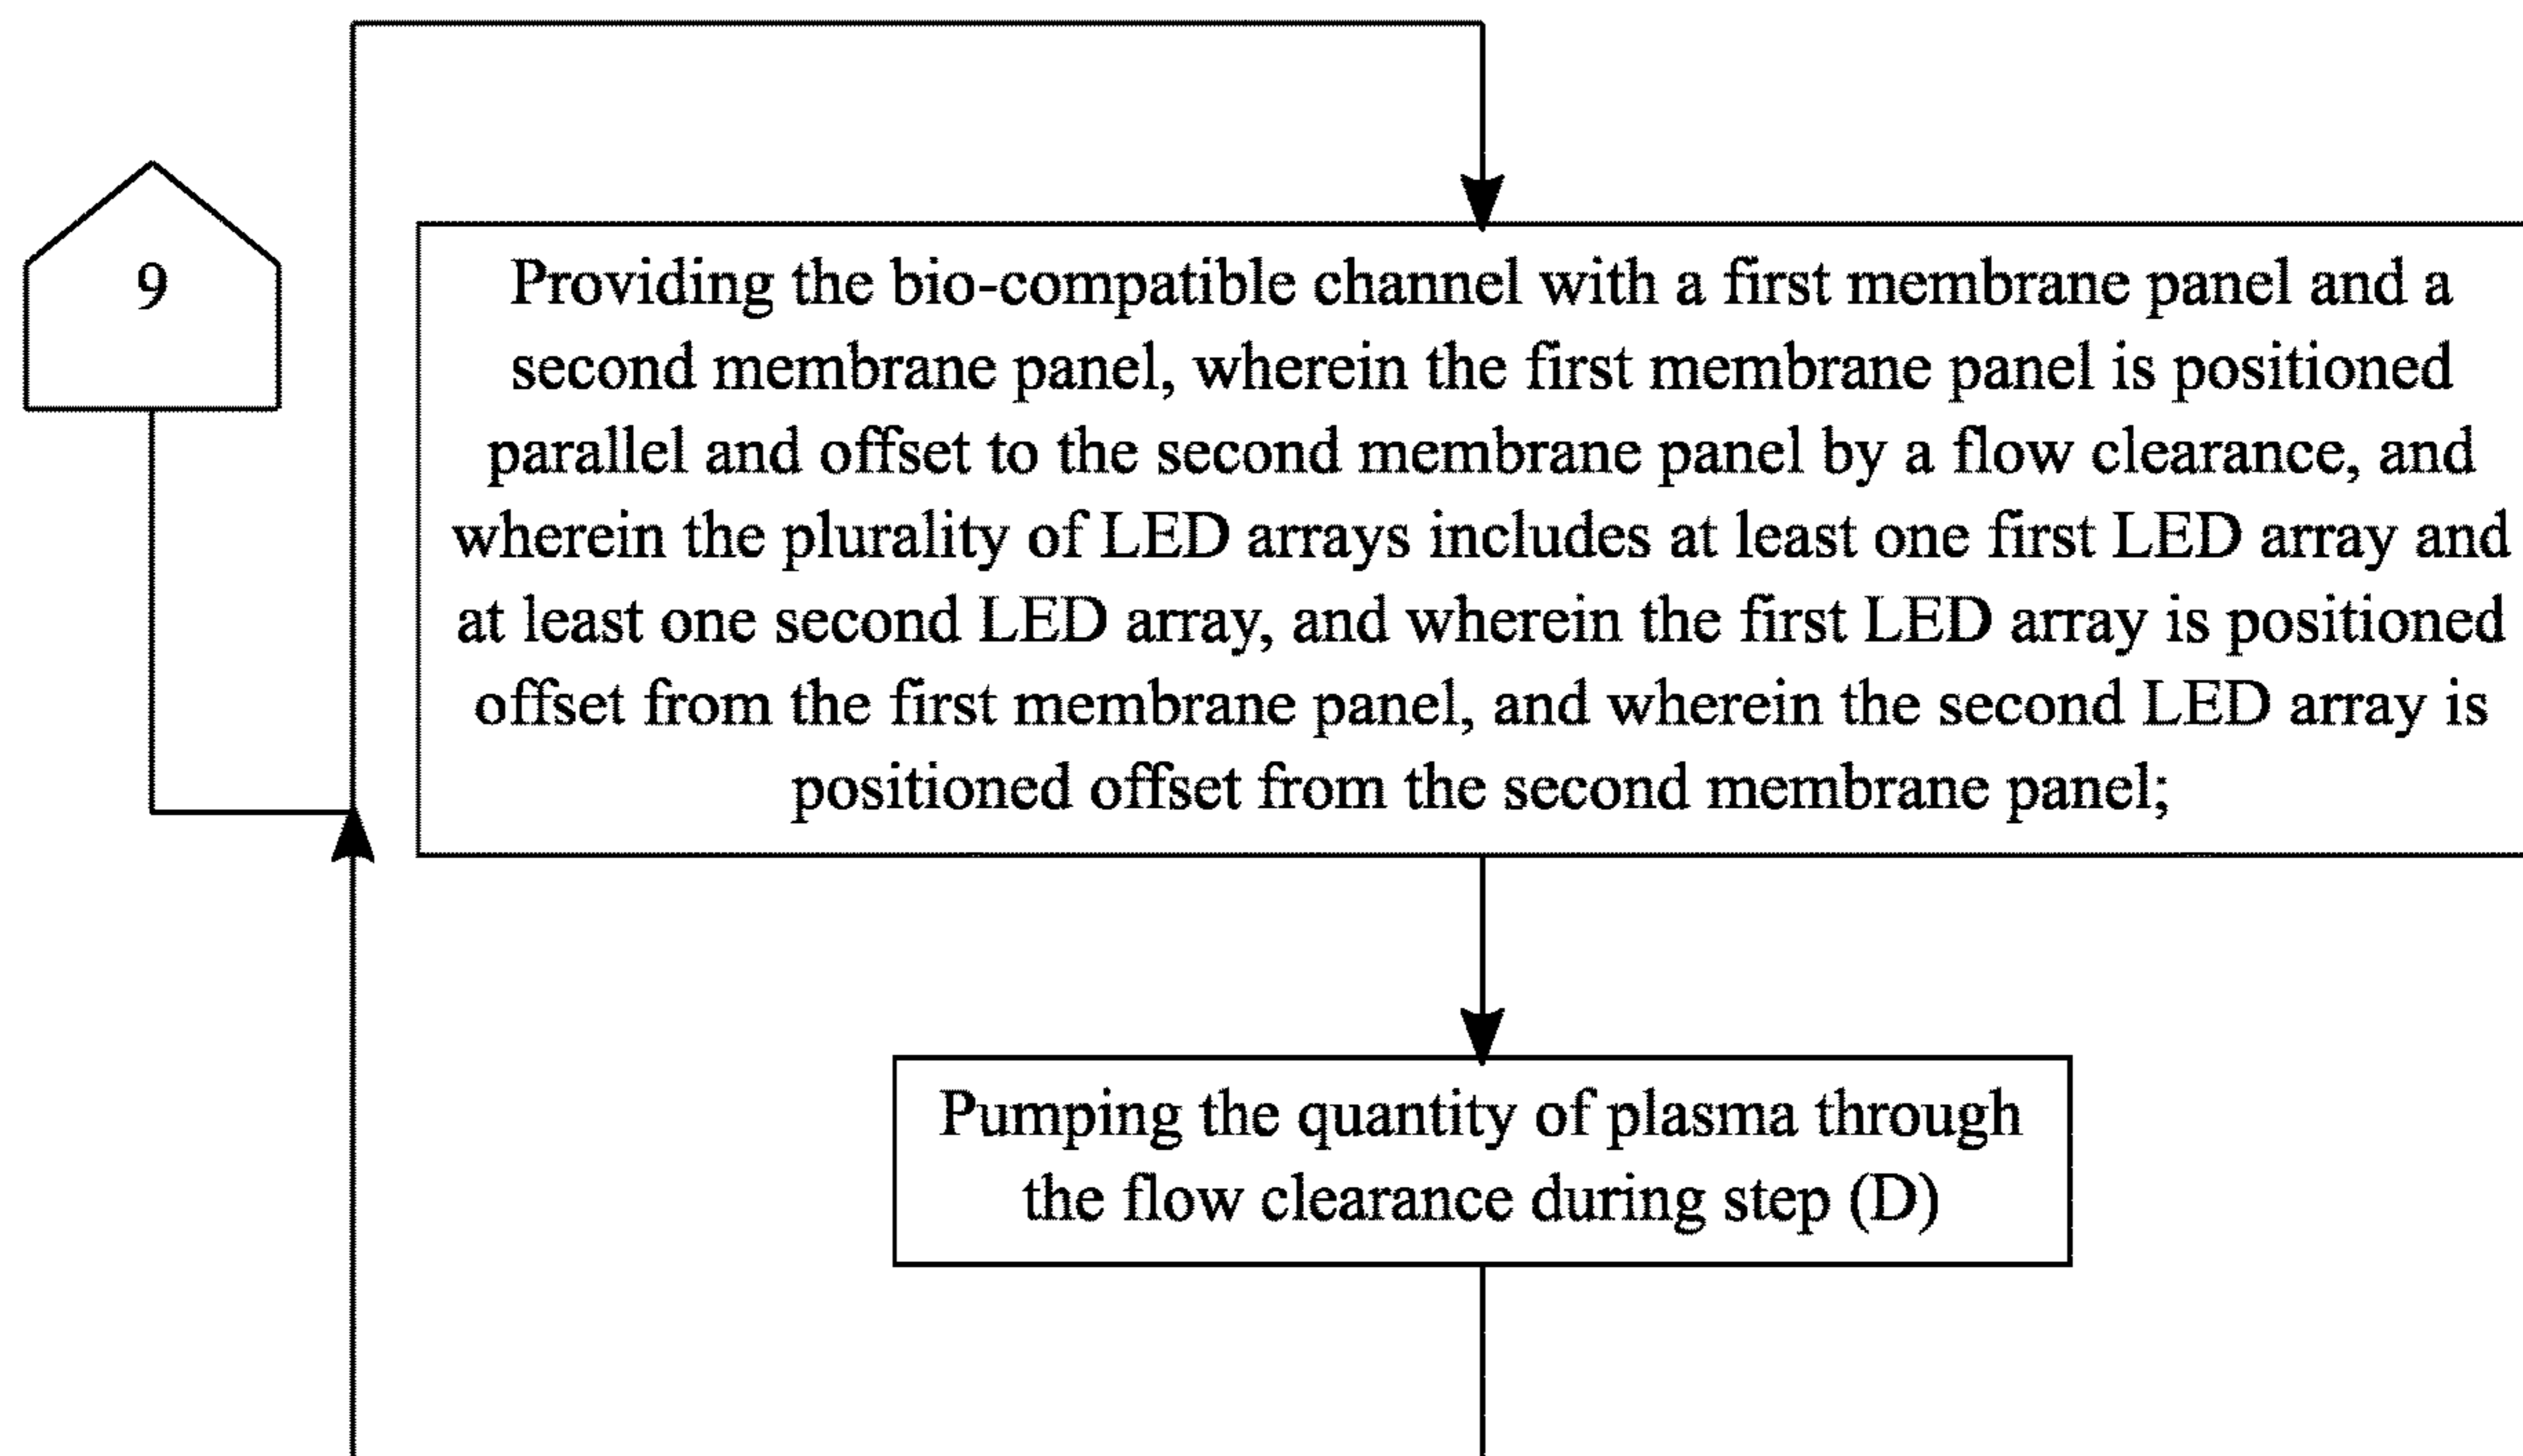 9
Providing the bio-compatible channel with a first membrane panel and a
second membrane panel, wherein the first membrane panel is positioned
parallel and offset to the second membrane panel by a flow clearance, and
wherein the plurality of LED arrays includes at least one first LED array and
at least one second LED array, and wherein the first LED array is positioned
offset from the first membrane panel, and wherein the second LED array is
positioned offset from the second membrane panel;
Pumping the quantity of plasma through
the flow clearance during step (D)